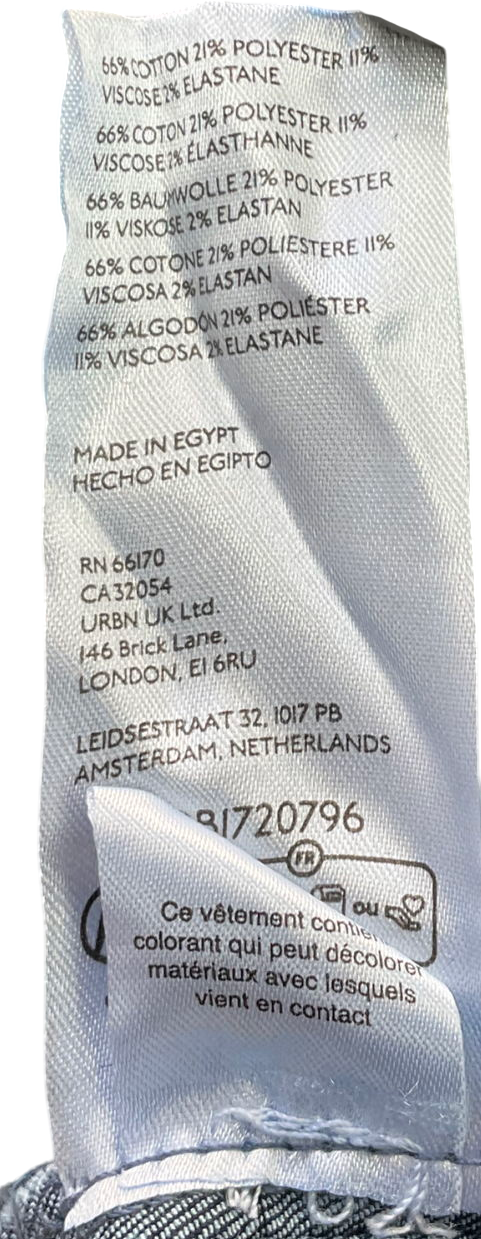 66% COTTON 21% POLYESTER 11%
VISCOSE 2% ELASTANE
66% COTON 21% POLYESTER 11%
VISCOSE 2% ÉLASTHANNE
66% BAUMWOLLE 21% POLYESTER
11% VISKOSE 2% ELASTAN
66% COTONE 21% POLIESTERE 11%
VISCOSA 2% ELASTAN
66% ALGODÓN 21% POLIÉSTER
11% VISCOSA 2% ELASTANE
MADE IN EGYPT
HECHO EN EGIPTO
RN 66170
CA 32054
URBN UK Ltd.
146 Brick Lane,
LONDON, E1 6RU
LEIDSESTRAAT 32, 1017 PB
AMSTERDAM, NETHERLANDS
81720796
FR
ou
Ce vêtement
colorant qui peut décolorer
matériaux avec lesquels
vient en contact